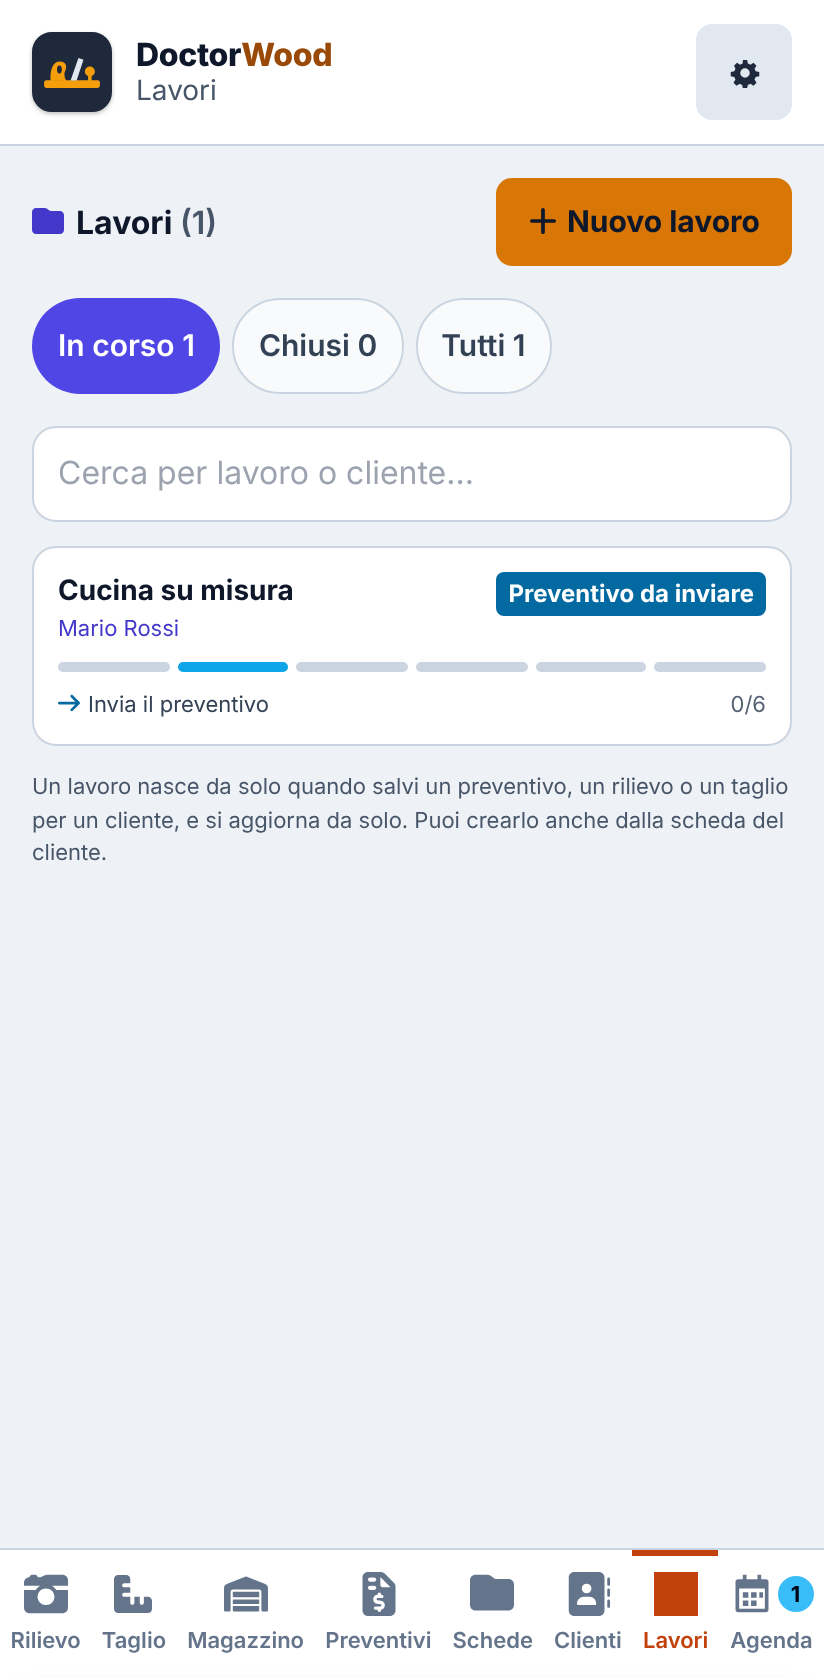 DoctorWood
Lavori
Lavori (1)
+ Nuovo lavoro
In corso 1
Chiusi 0
Tutti 1
Cerca per lavoro o cliente...
Cucina su misura
Preventivo da inviare
Mario Rossi
→ Invia il preventivo
0/6
Un lavoro nasce da solo quando salvi un preventivo, un rilievo o un taglio
per un cliente, e si aggiorna da solo. Puoi crearlo anche dalla scheda del
cliente.
1
Rilievo
Taglio
Magazzino
Preventivi
Schede
Clienti
Lavori
Agenda